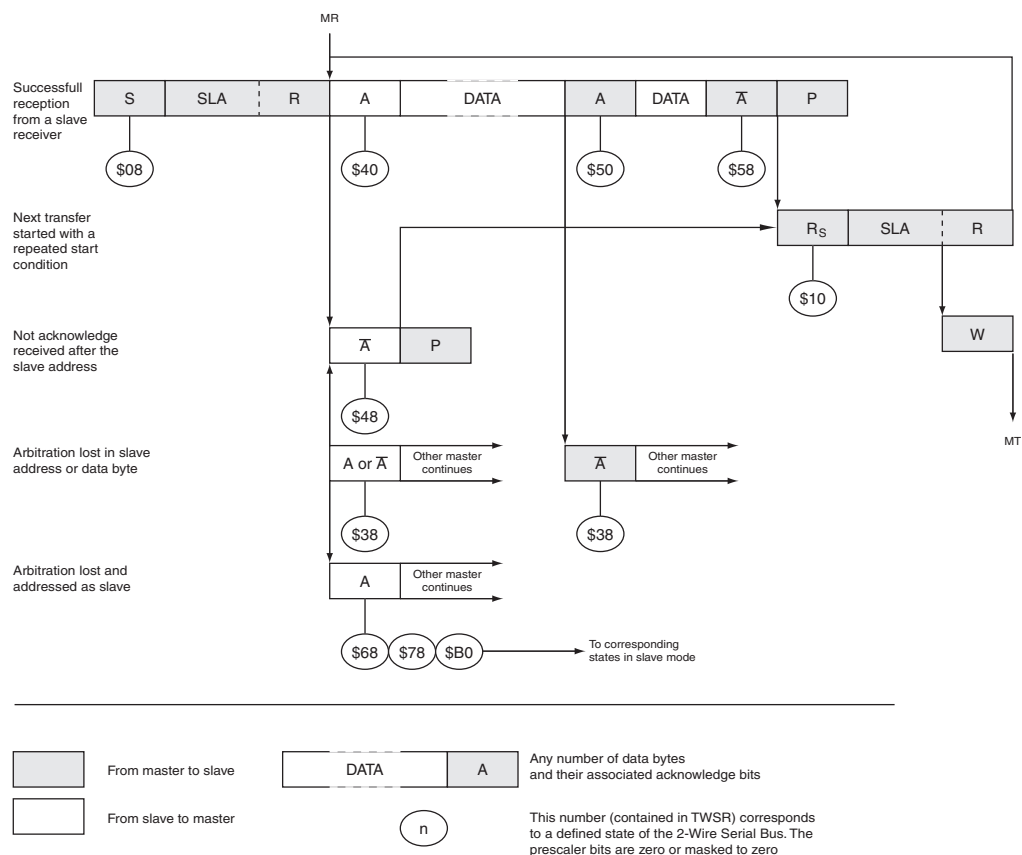 MR
Successfull
reception
from a slave
receiver
S SLA R A DATA A DATA A̅ P
$08 $40 $50 $58
Next transfer
started with a
repeated start
condition
RS SLA R
$10
Not acknowledge
received after the
slave address
A̅ P
W
$48
MT
Arbitration lost in slave
address or data byte
A or A̅ Other master
continues
A̅ Other master
continues
$38 $38
Arbitration lost and
addressed as slave
A Other master
continues
$68 $78 $B0 To corresponding
states in slave mode
From master to slave
DATA A
Any number of data bytes
and their associated acknowledge bits
From slave to master
n
This number (contained in TWSR) corresponds
to a defined state of the 2-Wire Serial Bus. The
prescaler bits are zero or masked to zero